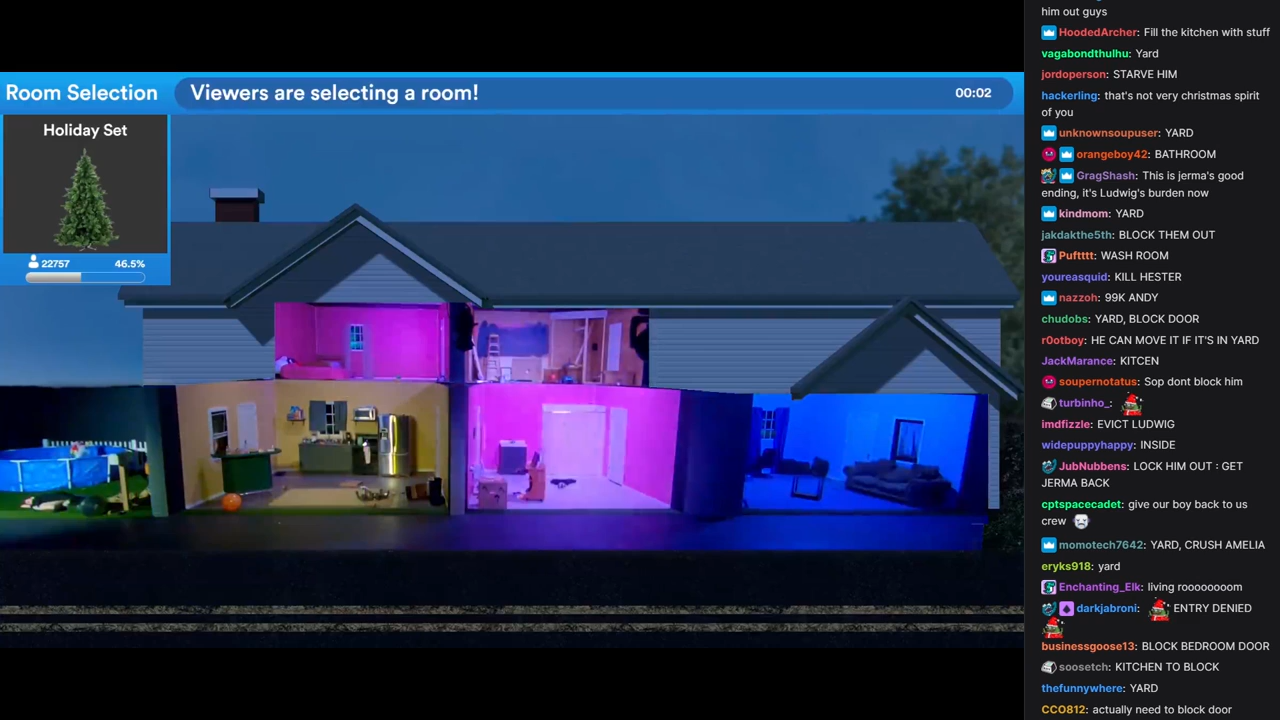 Room Selection
Viewers are selecting a room!
00:02
Holiday Set
22757
46.5%
him out guys
HoodedArcher: Fill the kitchen with stuff
vagabondthulhu: Yard
jordoperson: STARVE HIM
hackerling: that's not very christmas spirit
of you
unknownsoupuser: YARD
orangeboy42: BATHROOM
GragShash: This is jerma's good
ending, it's Ludwig's burden now
kindmom: YARD
jakdakthe5th: BLOCK THEM OUT
Puftttt: WASH ROOM
youreasquid: KILL HESTER
nazzoh: 99K ANDY
chudobs: YARD, BLOCK DOOR
r0otboy: HE CAN MOVE IT IF IT'S IN YARD
JackMarance: KITCEN
soupernotatus: Sop dont block him
turbinho_:
imdfizzle: EVICT LUDWIG
widepuppyhappy: INSIDE
JubNubbens: LOCK HIM OUT : GET
JERMA BACK
cptspacecadet: give our boy back to us
crew
momotech7642: YARD, CRUSH AMELIA
eryks918: yard
Enchanting_Elk: living roooooooom
darkjabroni: ENTRY DENIED
businessgoose13: BLOCK BEDROOM DOOR
soosetch: KITCHEN TO BLOCK
thefunnywhere: YARD
CCO812: actually need to block door